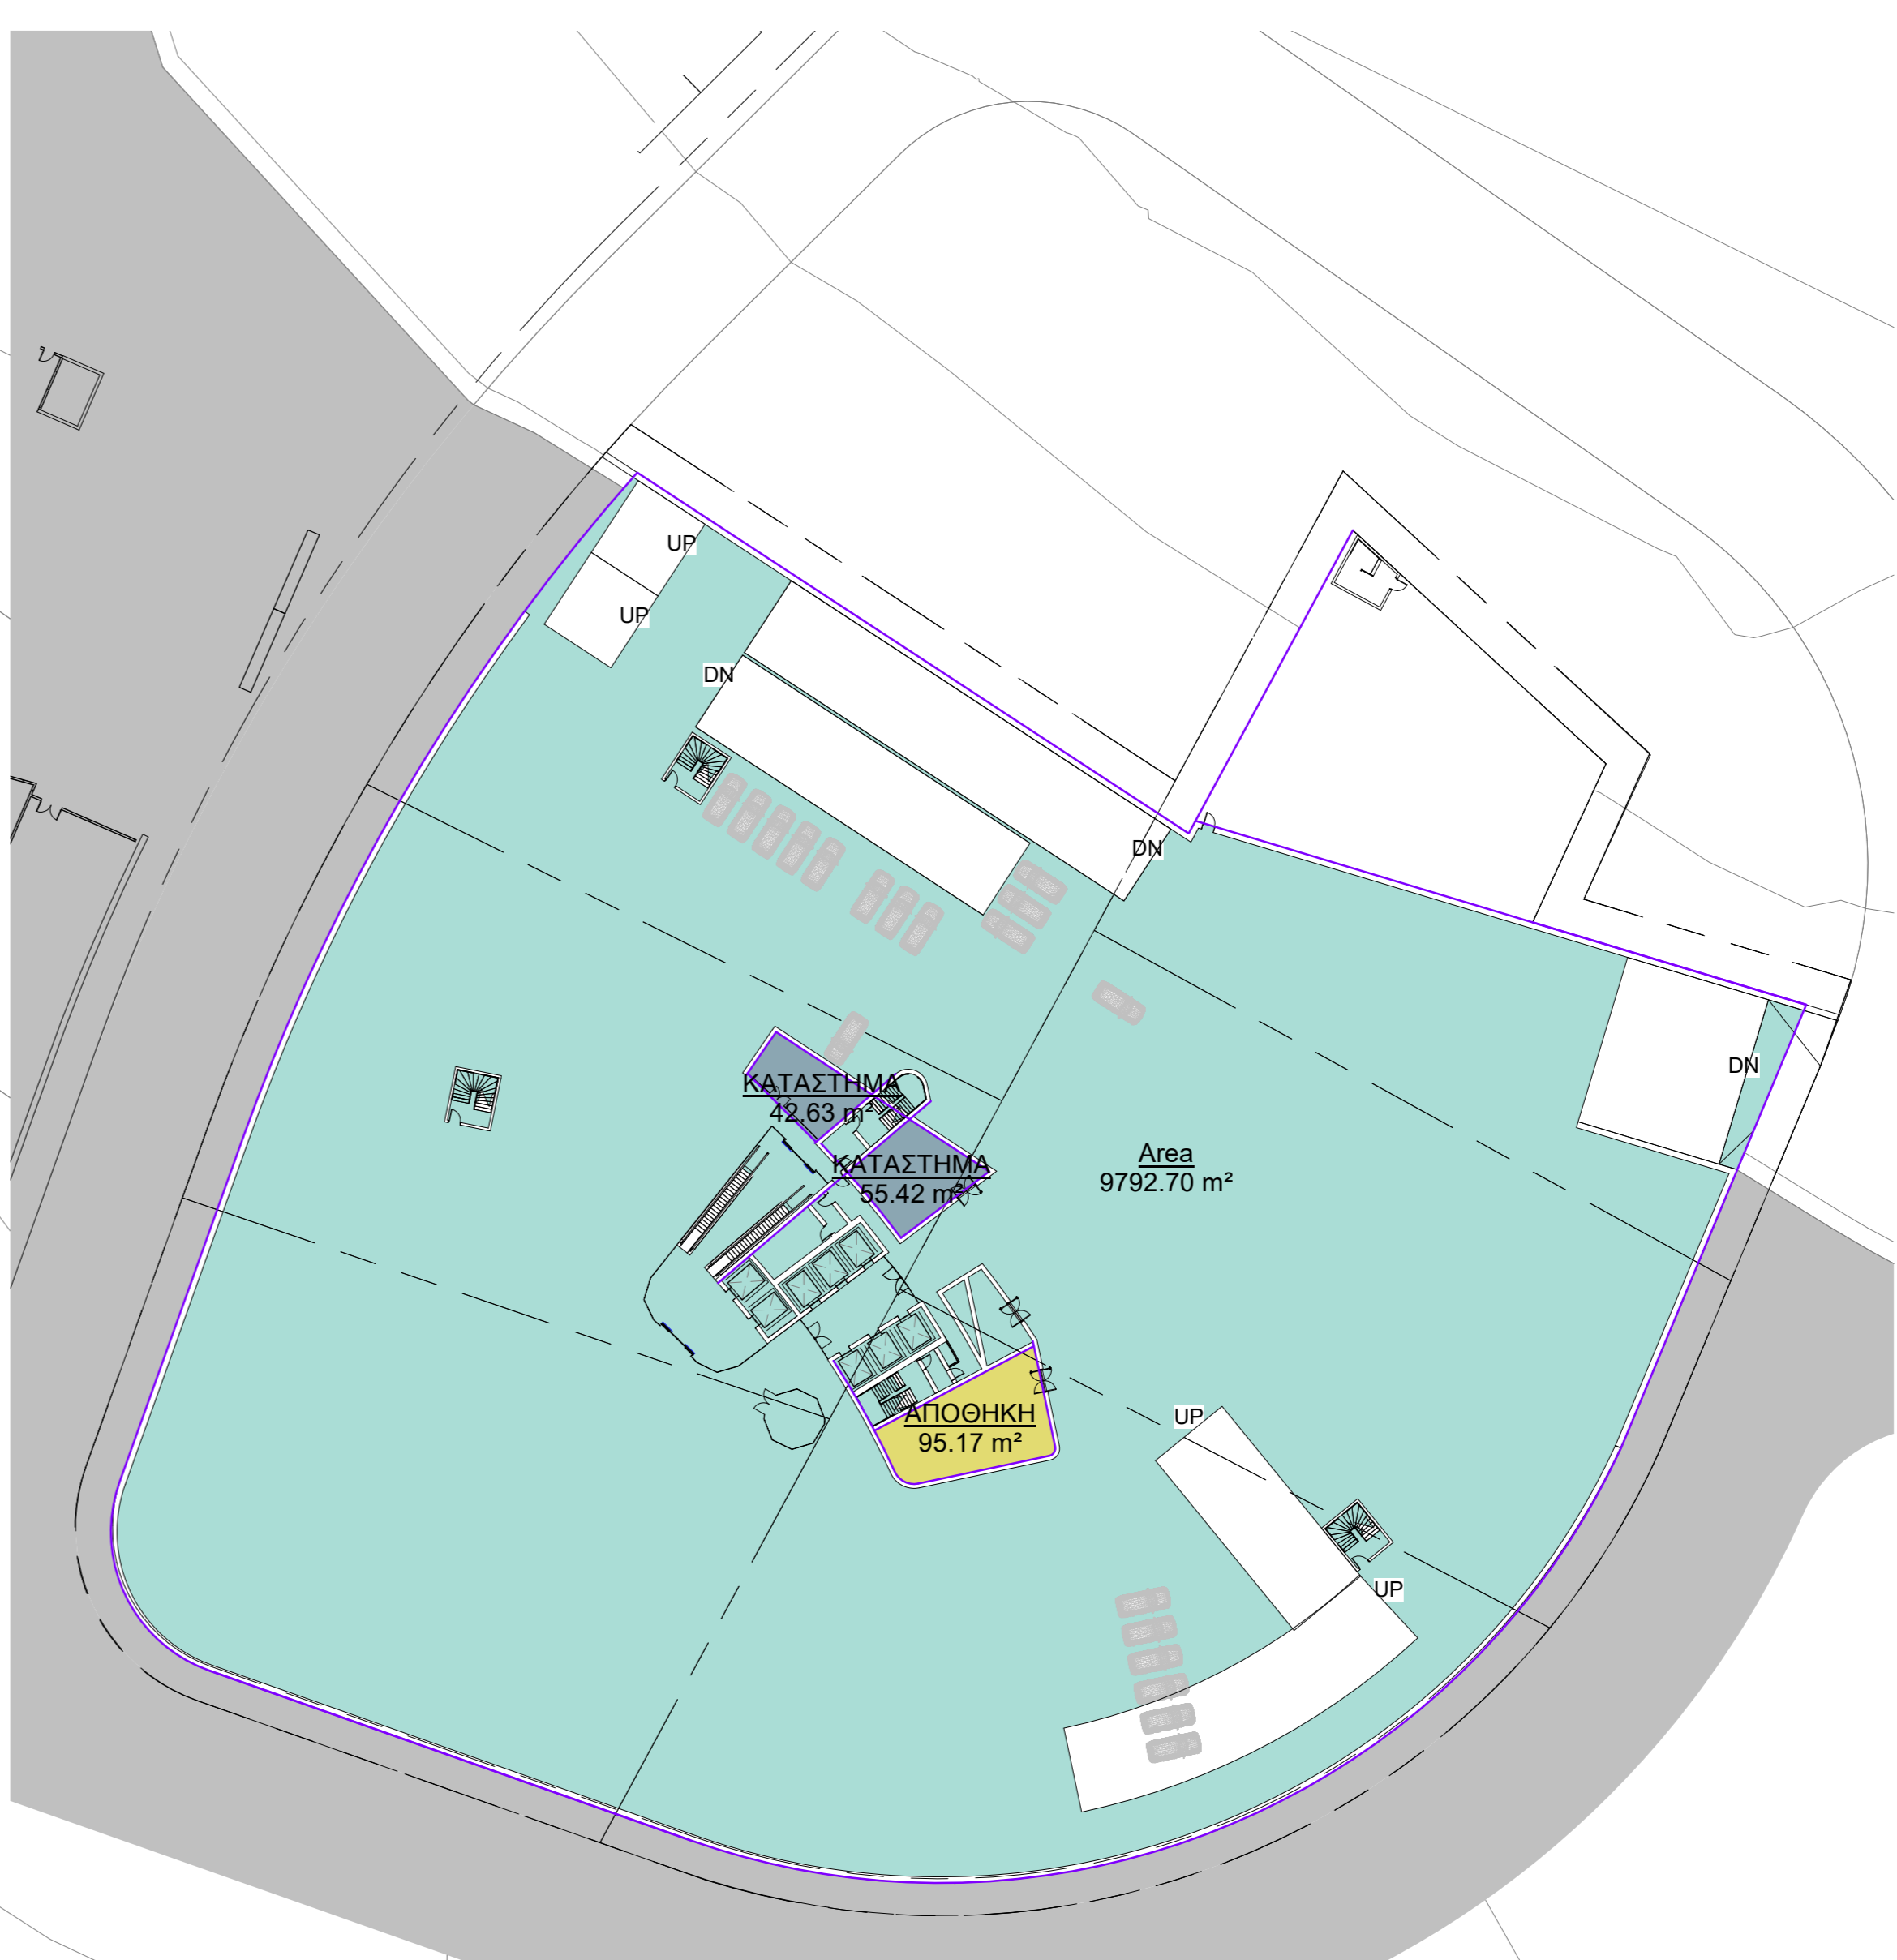 UP
UP
DN
DN
DN
ΚΑΤΑΣΤΗΜΑ
42.63 m²
ΚΑΤΑΣΤΗΜΑ
55.42 m²
Area
9792.70 m²
ΑΠΟΘΗΚΗ
95.17 m²
UP
UP